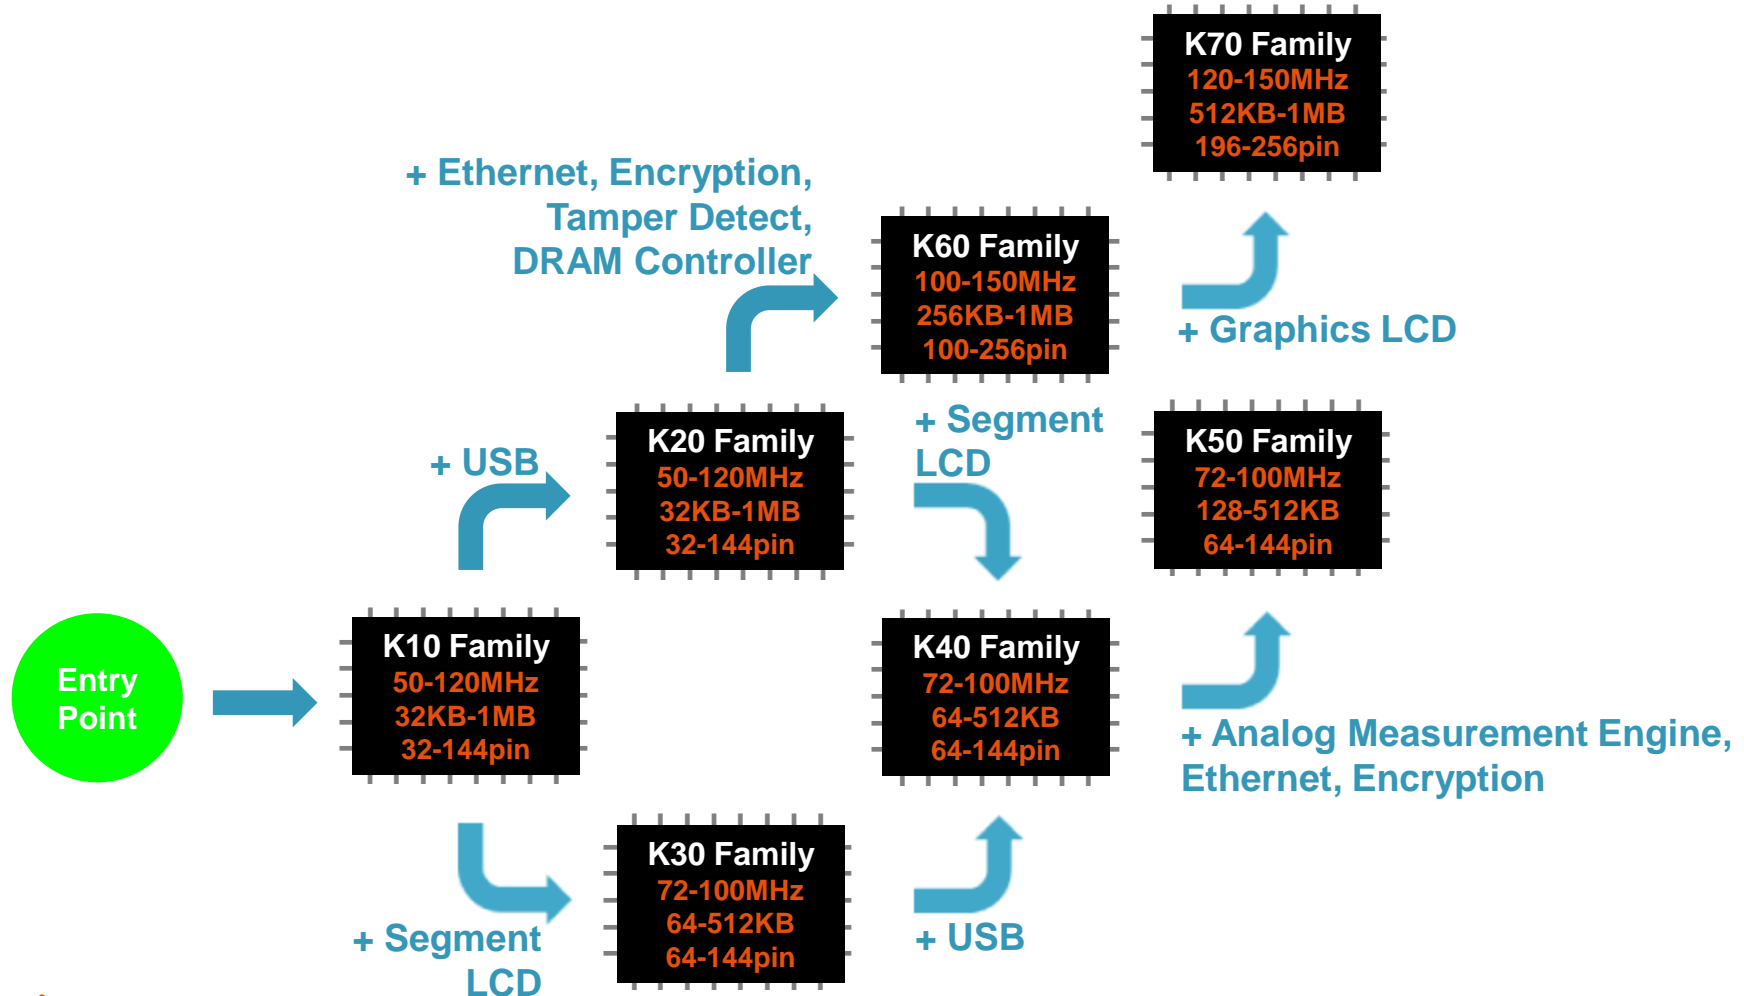 K70 Family
120-150MHz
512KB-1MB
196-256pin
+ Ethernet, Encryption,
Tamper Detect,
DRAM Controller
K60 Family
100-150MHz
256KB-1MB
100-256pin
+ Graphics LCD
+ USB
K20 Family
50-120MHz
32KB-1MB
32-144pin
+ Segment
LCD
K50 Family
72-100MHz
128-512KB
64-144pin
Entry
Point
K10 Family
50-120MHz
32KB-1MB
32-144pin
K40 Family
72-100MHz
64-512KB
64-144pin
+ Analog Measurement Engine,
Ethernet, Encryption
+ Segment
LCD
K30 Family
72-100MHz
64-512KB
64-144pin
+ USB